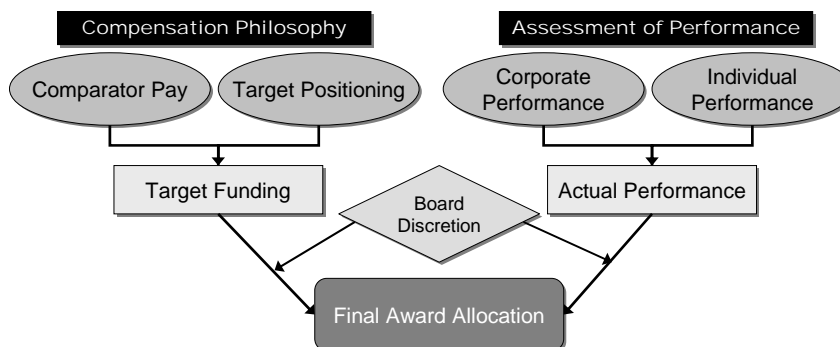 Compensation Philosophy
Assessment of Performance
Comparator Pay
Target Positioning
Corporate
Performance
Individual
Performance
Target Funding
Board
Discretion
Actual Performance
Final Award Allocation